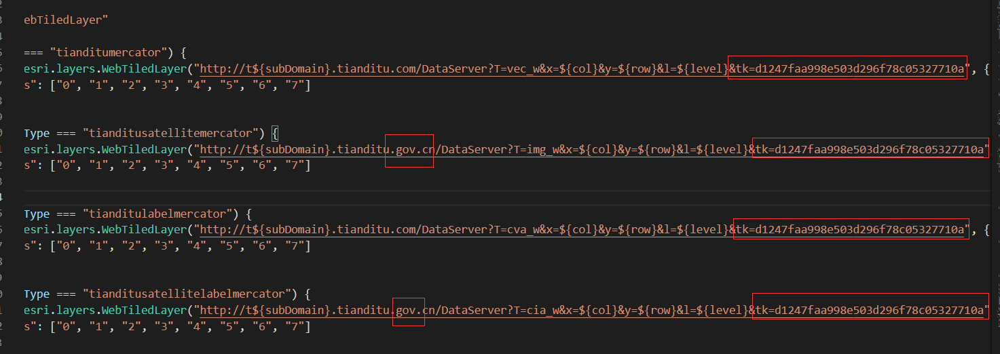 ebTiledLayer"
=== "tianditumercator") {
esri.layers.WebTiledLayer("http://t${subDomain}.tianditu.com/DataServer?T=vec_w&x=${col}&y=${row}&l=${level}&tk=d1247faa998e503d296f78c05327710a", {
s": ["0", "1", "2", "3", "4", "5", "6", "7"]
Type === "tianditusatellitemercator") {
esri.layers.WebTiledLayer("http://t${subDomain}.tianditu.gov.cn/DataServer?T=img_w&x=${col}&y=${row}&l=${level}&tk=d1247faa998e503d296f78c05327710a"
s": ["0", "1", "2", "3", "4", "5", "6", "7"]
Type === "tianditulabelmercator") {
esri.layers.WebTiledLayer("http://t${subDomain}.tianditu.com/DataServer?T=cva_w&x=${col}&y=${row}&l=${level}&tk=d1247faa998e503d296f78c05327710a", {
s": ["0", "1", "2", "3", "4", "5", "6", "7"]
Type === "tianditusatellitelabelmercator") {
esri.layers.WebTiledLayer("http://t${subDomain}.tianditu.gov.cn/DataServer?T=cia_w&x=${col}&y=${row}&l=${level}&tk=d1247faa998e503d296f78c05327710a"
s": ["0", "1", "2", "3", "4", "5", "6", "7"]